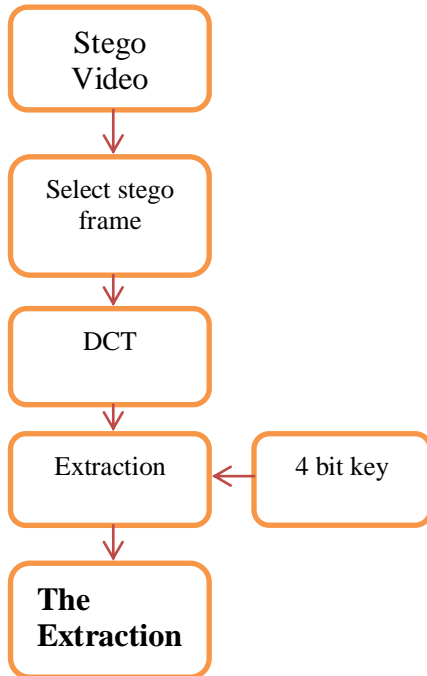 Stego
Video
Select stego
frame
DCT
Extraction
4 bit key
The
Extraction